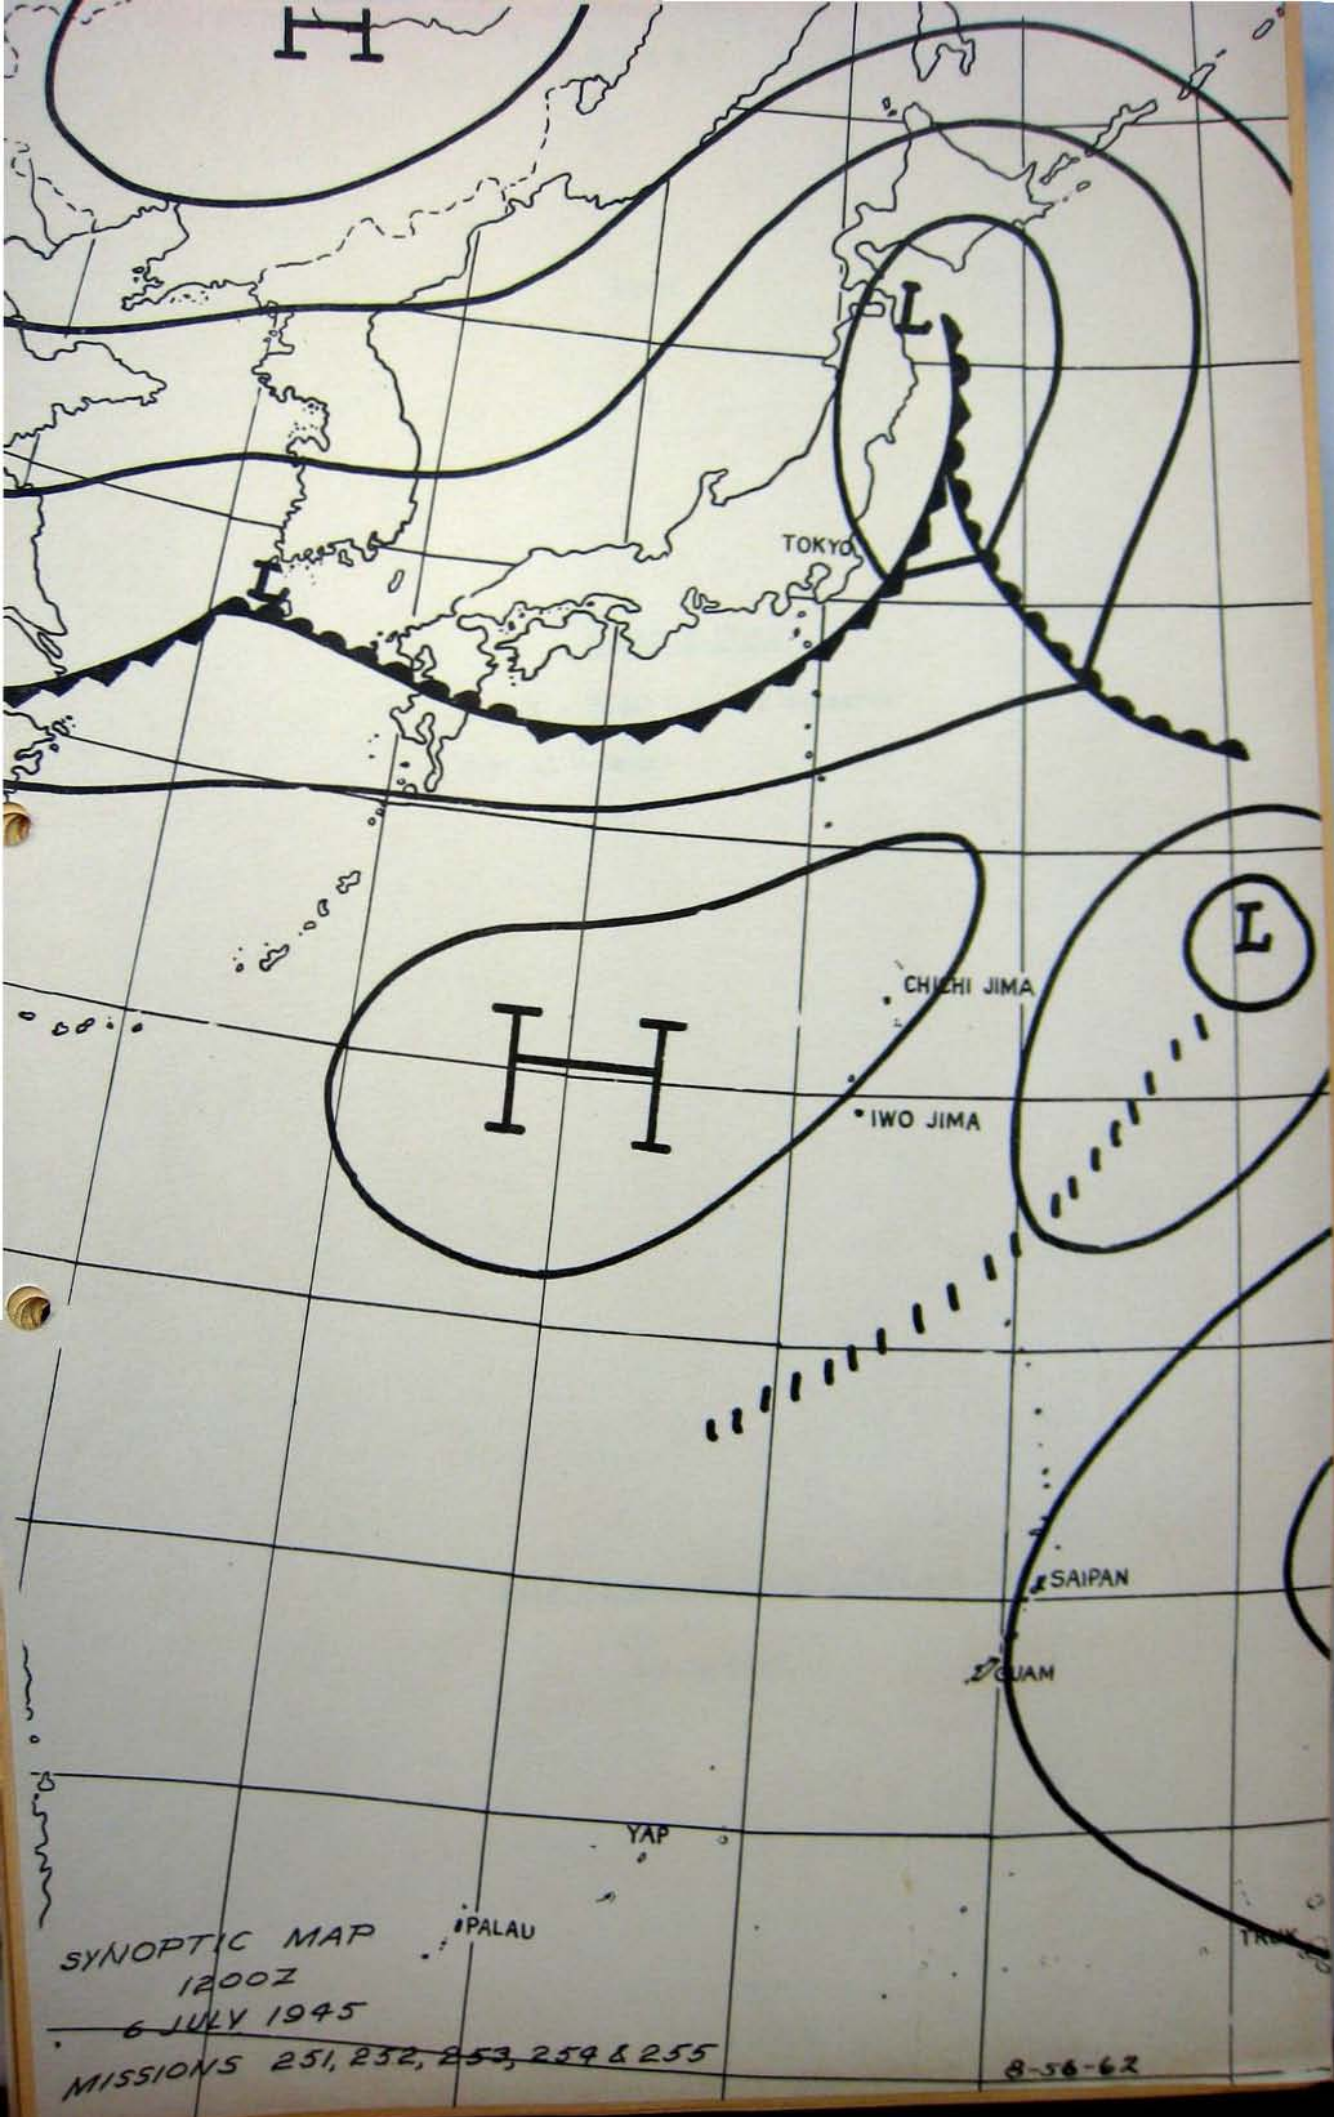 H
L
TOKYO
L
L
CHICHI JIMA
H
IWO JIMA
SAIPAN
GUAM
YAP
PALAU
TRUK
SYNOPTIC MAP
1200Z
6 JULY 1945
MISSIONS 251, 252, 253, 254 & 255
8-56-62